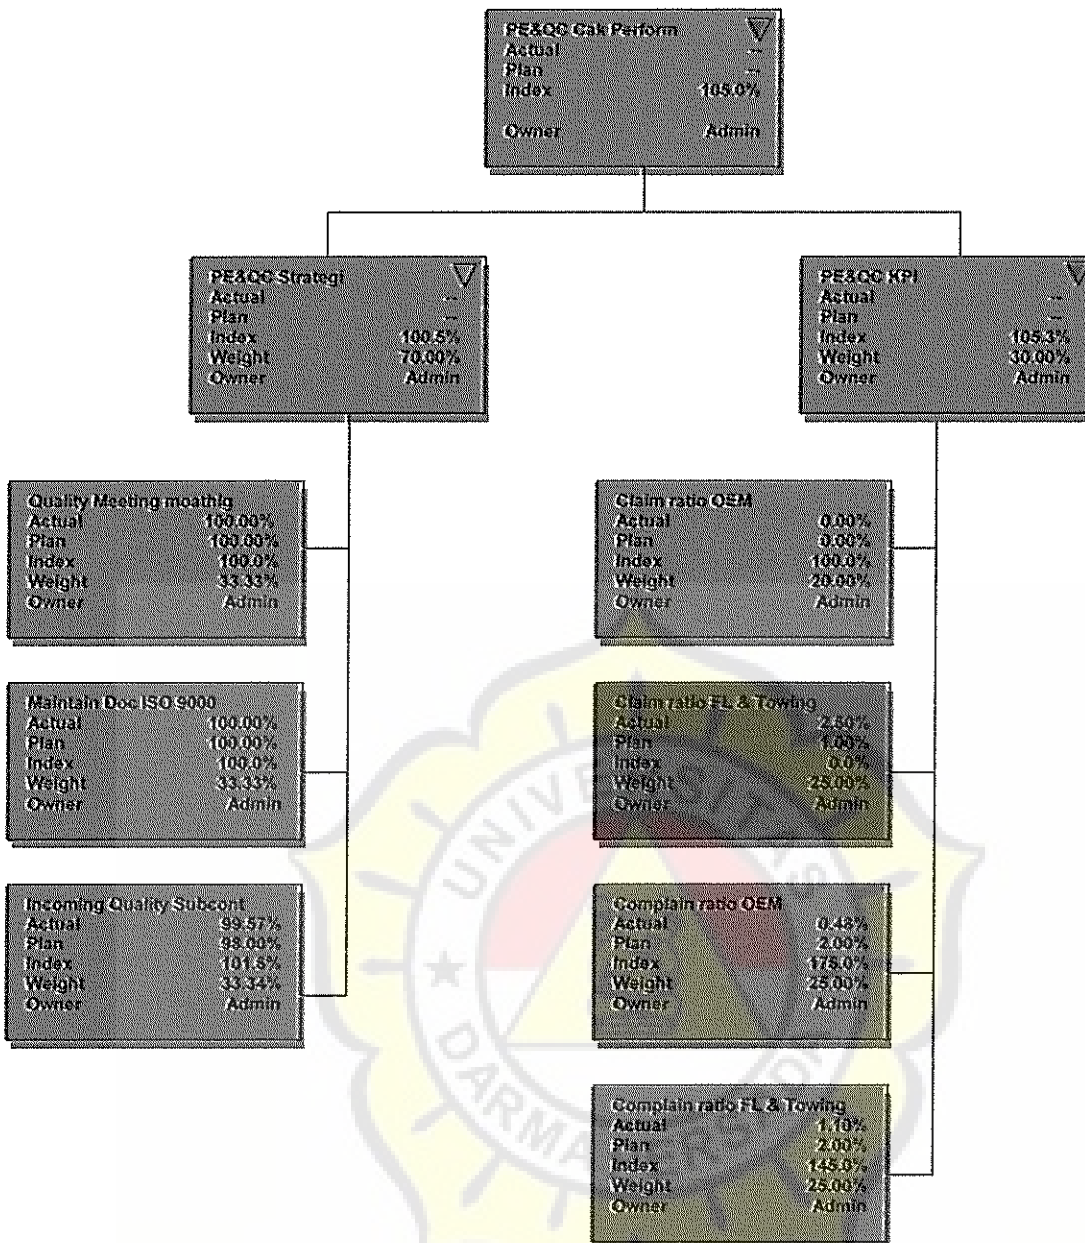 PE&QC Cak Perform
Actual --
Plan --
Index 105.0%
Owner Admin
PE&QC Strategi
Actual --
Plan --
Index 100.5%
Weight 70.00%
Owner Admin
PE&QC KPI
Actual --
Plan --
Index 105.3%
Weight 30.00%
Owner Admin
Quality Meeting moathig
Actual 100.00%
Plan 100.00%
Index 100.0%
Weight 33.33%
Owner Admin
Claim ratio OEM
Actual 0.00%
Plan 0.00%
Index 100.0%
Weight 20.00%
Owner Admin
Maintain Doc ISO 9000
Actual 100.00%
Plan 100.00%
Index 100.0%
Weight 33.33%
Owner Admin
Claim ratio FL & Towing
Actual 2.50%
Plan 1.00%
Index 0.0%
Weight 25.00%
Owner Admin
Incoming Quality Subcont
Actual 99.57%
Plan 98.00%
Index 101.6%
Weight 33.34%
Owner Admin
Complain ratio OEM
Actual 0.48%
Plan 2.00%
Index 176.0%
Weight 25.00%
Owner Admin
Complain ratio FL & Towing
Actual 1.10%
Plan 2.00%
Index 145.0%
Weight 25.00%
Owner Admin
UNIVERSITAS
DARMA